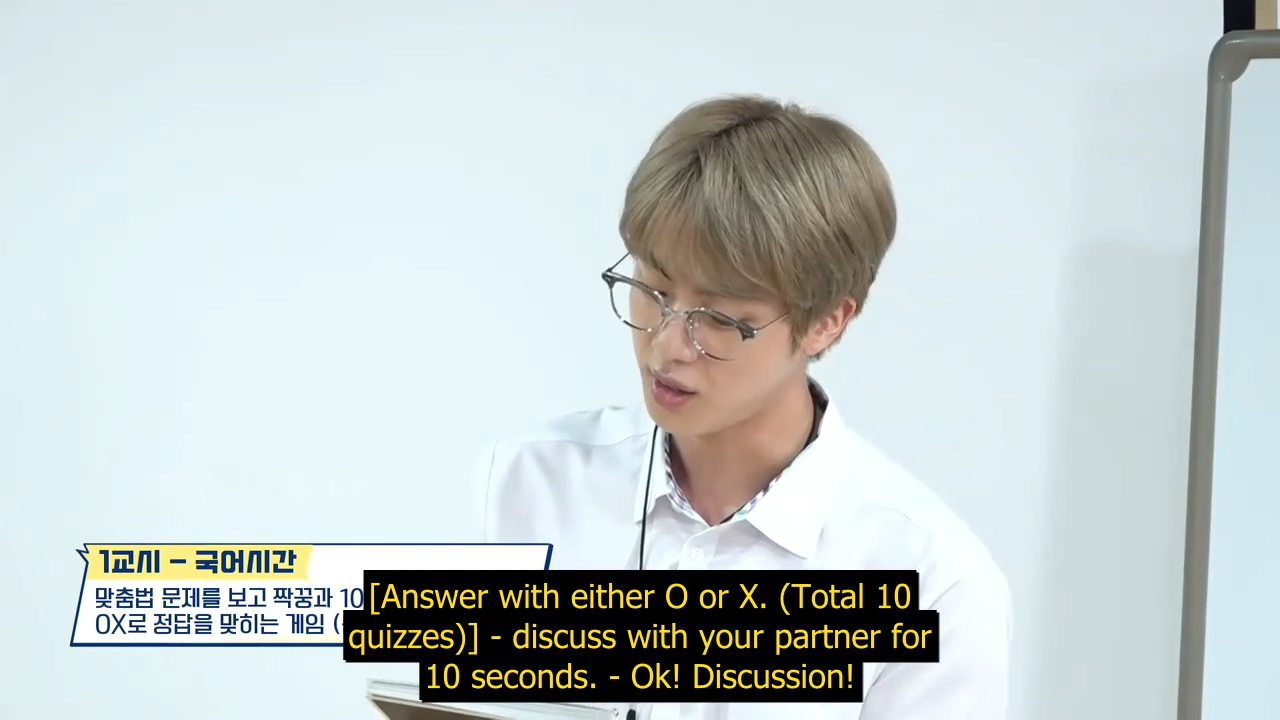 1교시 - 국어시간
맞춤법 문제를 보고 짝꿍과 10
OX로 정답을 맞히는 게임 (
[Answer with either O or X. (Total 10
quizzes)] - discuss with your partner for
10 seconds. - Ok! Discussion!